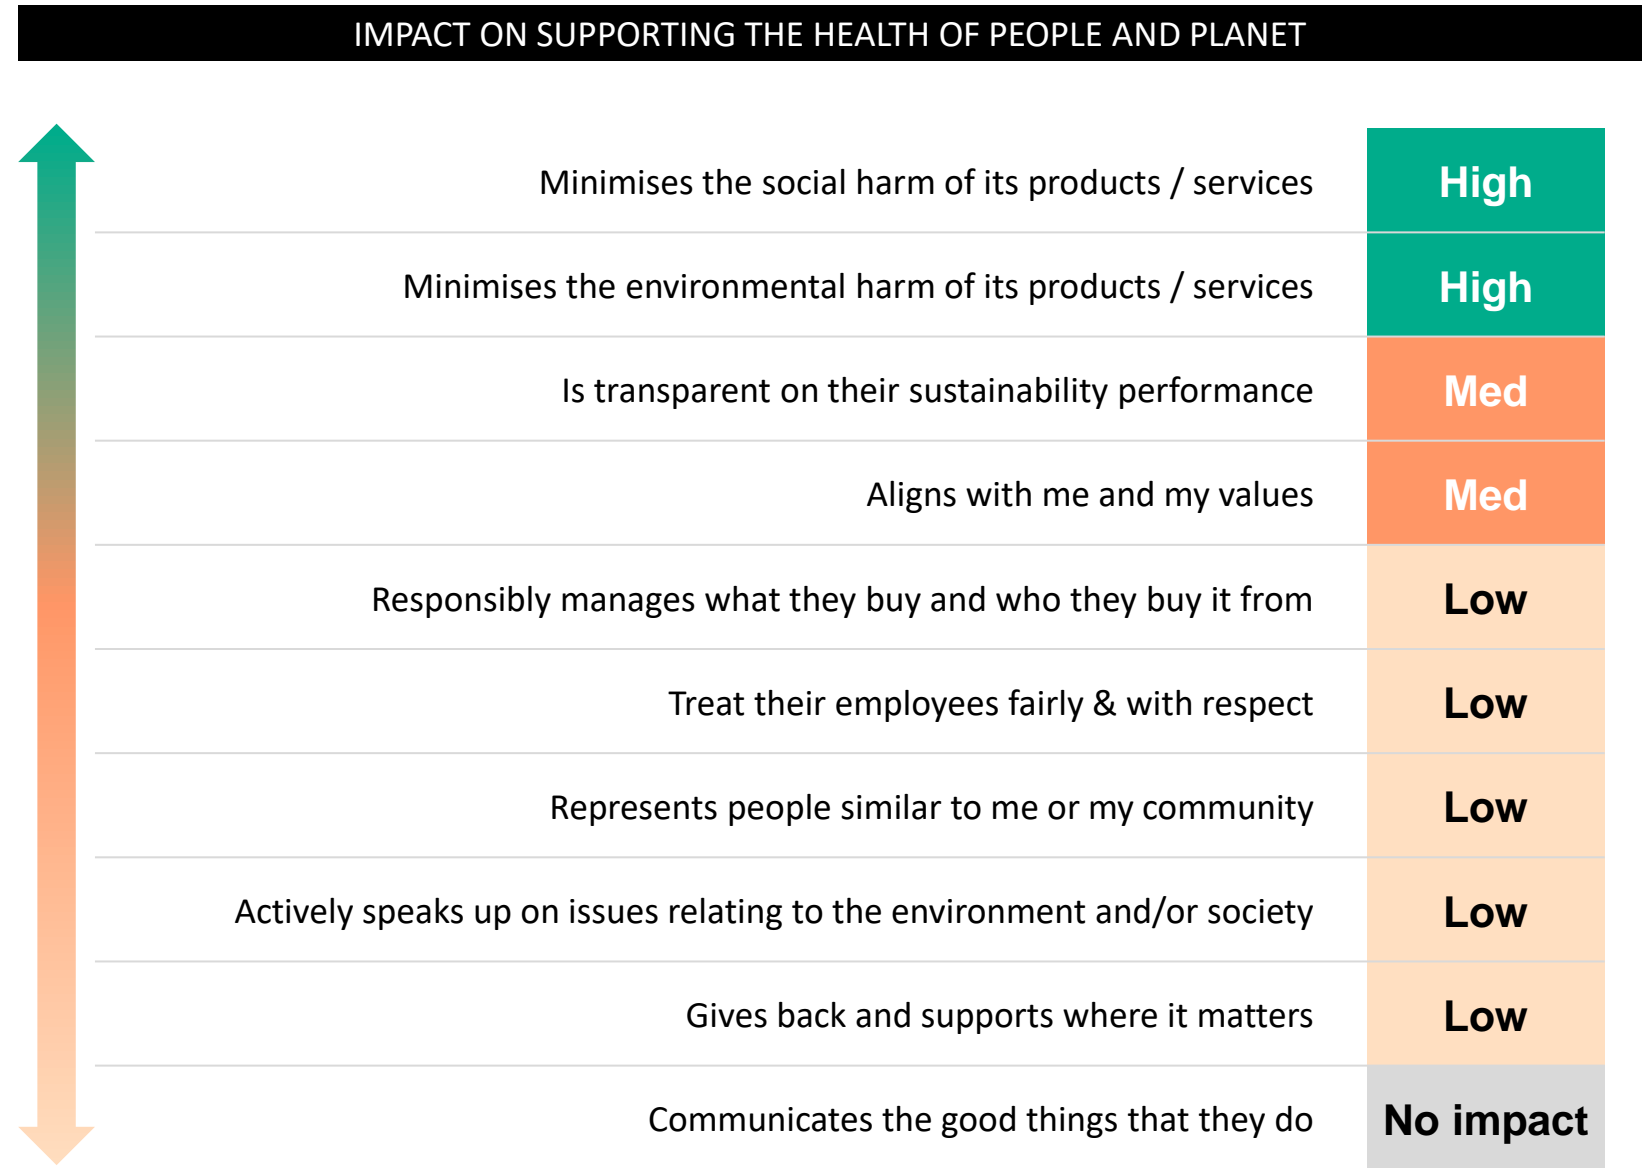 IMPACT ON SUPPORTING THE HEALTH OF PEOPLE AND PLANET
Minimises the social harm of its products / services High
Minimises the environmental harm of its products / services High
Is transparent on their sustainability performance Med
Aligns with me and my values Med
Responsibly manages what they buy and who they buy it from Low
Treat their employees fairly & with respect Low
Represents people similar to me or my community Low
Actively speaks up on issues relating to the environment and/or society Low
Gives back and supports where it matters Low
Communicates the good things that they do No impact